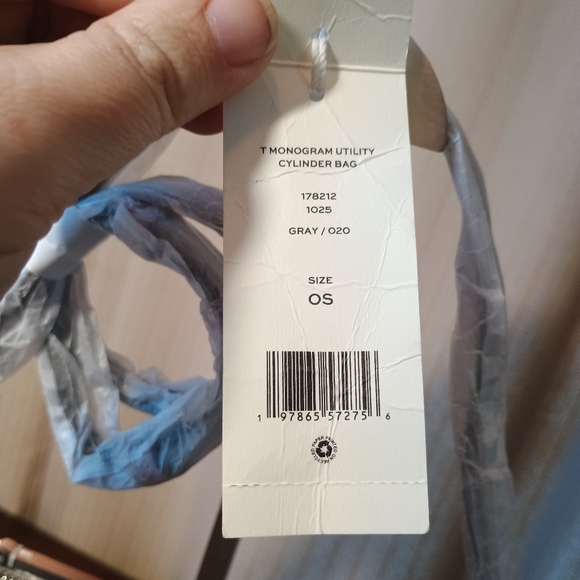 T MONOGRAM UTILITY
CYLINDER BAG
178212
1025
GRAY / 020
SIZE
OS
1 97865 57275 6